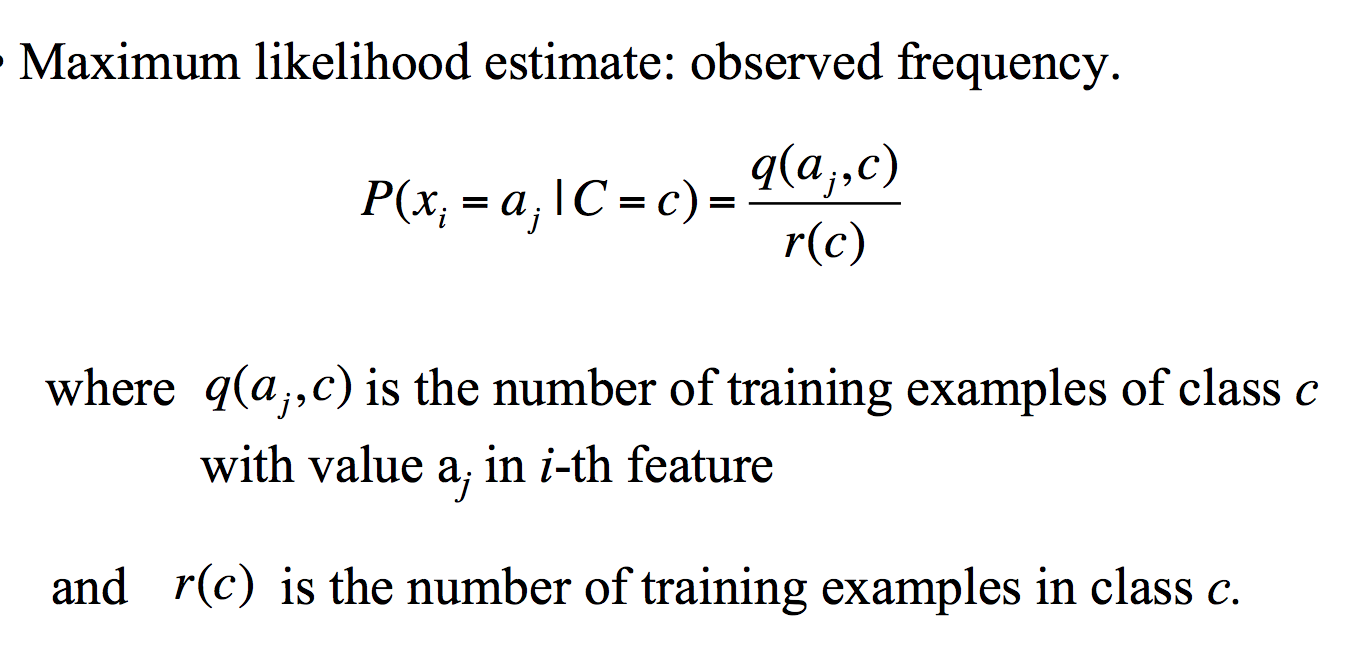 · Maximum likelihood estimate: observed frequency.
P(x_i = a_j | C = c) = q(a_j,c) / r(c)
where q(a_j,c) is the number of training examples of class c
with value a_j in i-th feature
and r(c) is the number of training examples in class c.